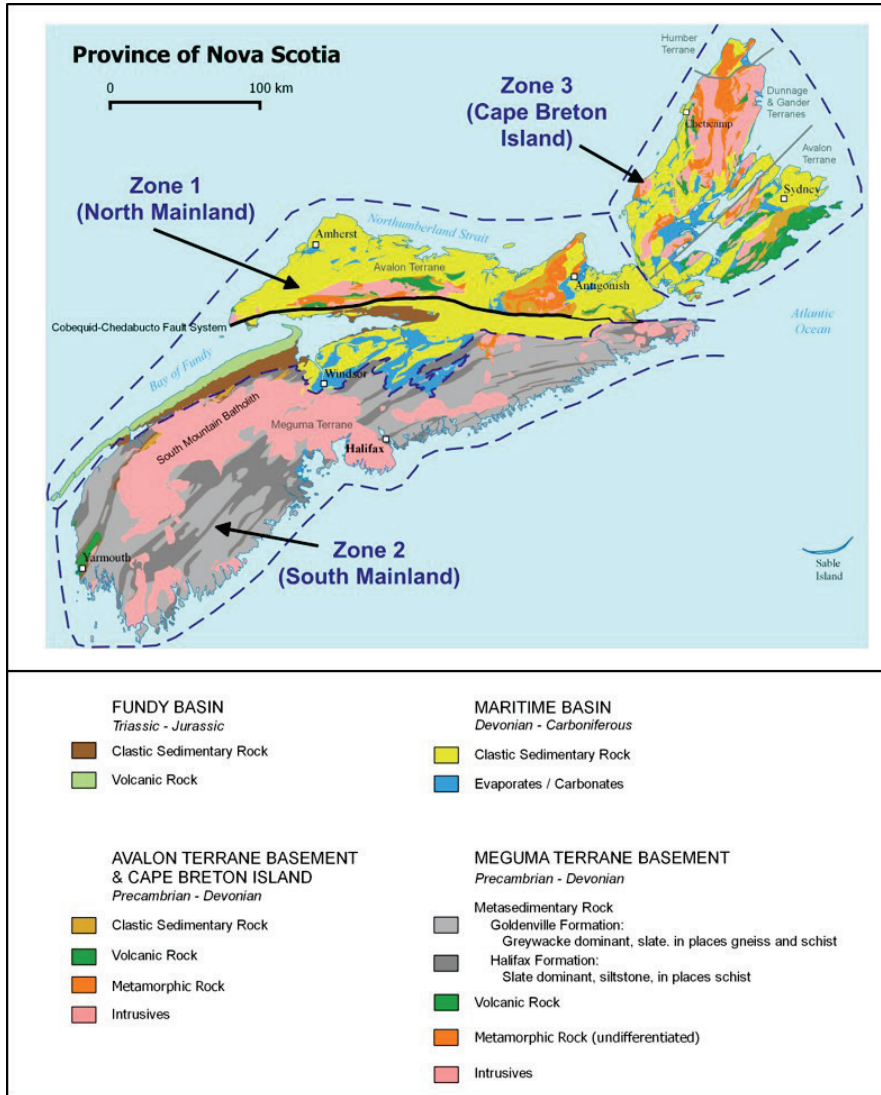 Province of Nova Scotia
0
100 km
Humber
Terrane
Zone 3
(Cape Breton
Island)
Dunnage
& Gander
Terranes
Cheticamp
Avalon
Terrane
Sydney
Zone 1
(North Mainland)
Northumberland Strait
Amherst
Avalon Terrane
Antigonish
Cobequid-Chedabucto Fault System
Atlantic
Ocean
Bay of Fundy
Windsor
South Mountain Batholith
Meguma Terrane
Halifax
Zone 2
(South Mainland)
Yarmouth
Sable
Island
FUNDY BASIN
Triassic - Jurassic
Clastic Sedimentary Rock
Volcanic Rock
MARITIME BASIN
Devonian - Carboniferous
Clastic Sedimentary Rock
Evaporates / Carbonates
AVALON TERRANE BASEMENT
& CAPE BRETON ISLAND
Precambrian - Devonian
Clastic Sedimentary Rock
Volcanic Rock
Metamorphic Rock
Intrusives
MEGUMA TERRANE BASEMENT
Precambrian - Devonian
Metasedimentary Rock
Goldenville Formation:
Greywacke dominant, slate. in places gneiss and schist
Halifax Formation:
Slate dominant, siltstone, in places schist
Volcanic Rock
Metamorphic Rock (undifferentiated)
Intrusives